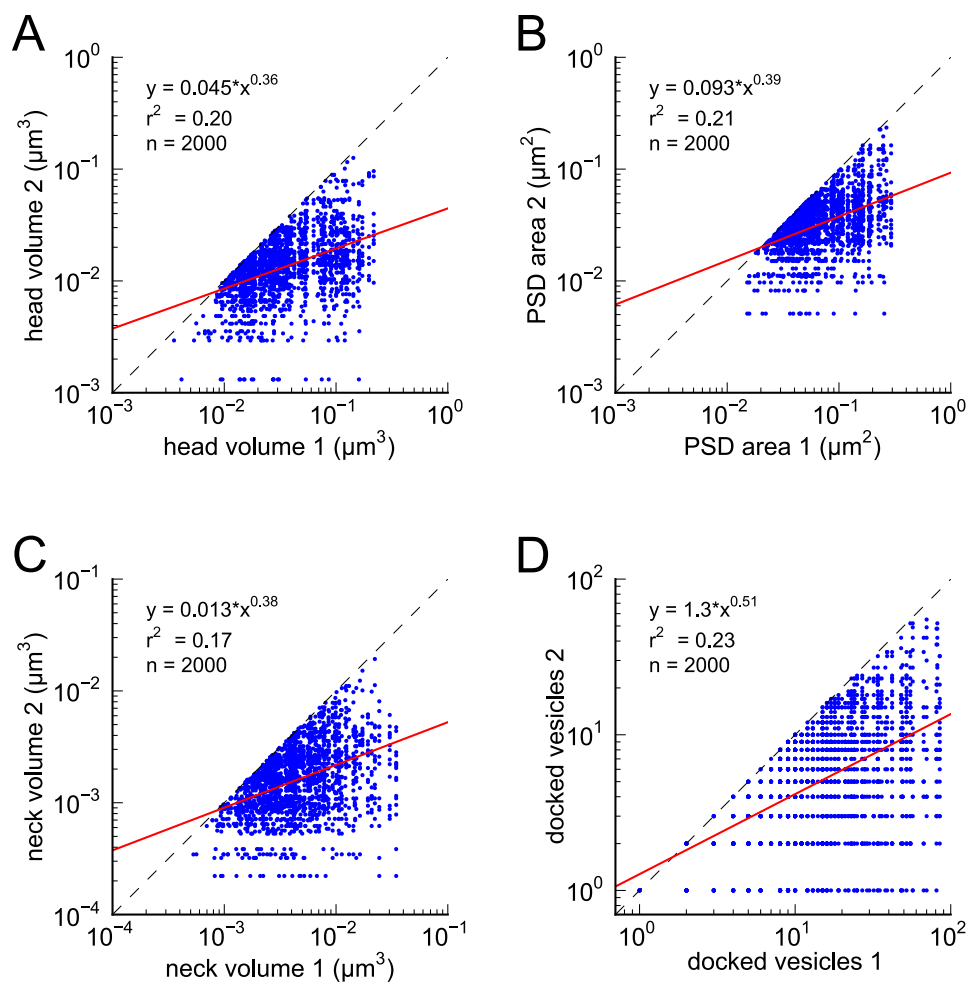 A
10^0
10^-1
10^-2
10^-3
head volume 2 (μm^3)
y = 0.045*x^0.36
r^2 = 0.20
n = 2000
10^-3 10^-2 10^-1 10^0
head volume 1 (μm^3)
B
10^0
10^-1
10^-2
10^-3
PSD area 2 (μm^2)
y = 0.093*x^0.39
r^2 = 0.21
n = 2000
10^-3 10^-2 10^-1 10^0
PSD area 1 (μm^2)
C
10^-1
10^-2
10^-3
10^-4
neck volume 2 (μm^3)
y = 0.013*x^0.38
r^2 = 0.17
n = 2000
10^-4 10^-3 10^-2 10^-1
neck volume 1 (μm^3)
D
10^2
10^1
10^0
docked vesicles 2
y = 1.3*x^0.51
r^2 = 0.23
n = 2000
10^0 10^1 10^2
docked vesicles 1